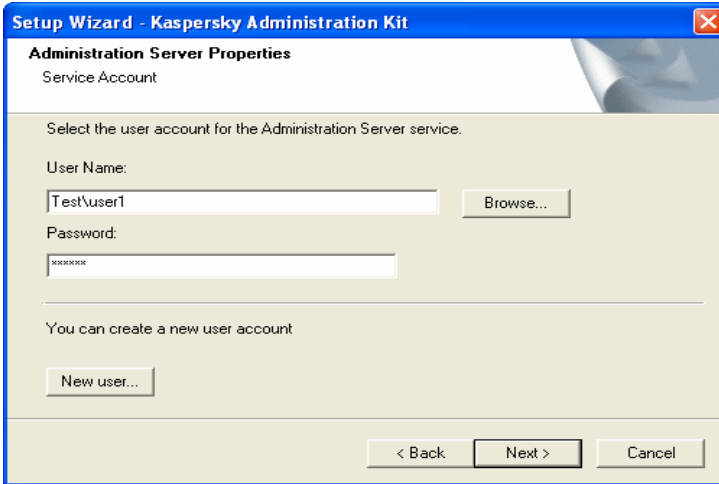 Setup Wizard - Kaspersky Administration Kit
Administration Server Properties
Service Account
Select the user account for the Administration Server service.
User Name:
Test\user1
Browse...
Password:
******
You can create a new user account
New user...
< Back
Next >
Cancel